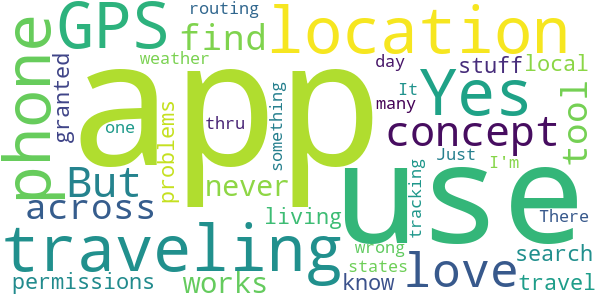 routing
GPS
location
find
phone
granted
weather
app
day
stuff
local
Yes
It
many
tool
one
thru
something
concept
problems
use
But
never
Just
I'm
tracking
across
living
There
traveling
wrong
love
search
states
permissions
works
know
travel